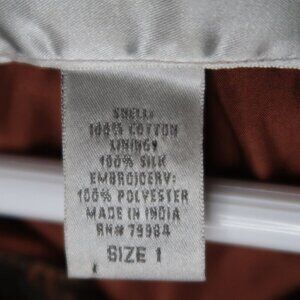 SHELL:
100% COTTON
LINING:
100% SILK
EMBROIDERY:
100% POLYESTER
MADE IN INDIA
RN# 79984
SIZE 1